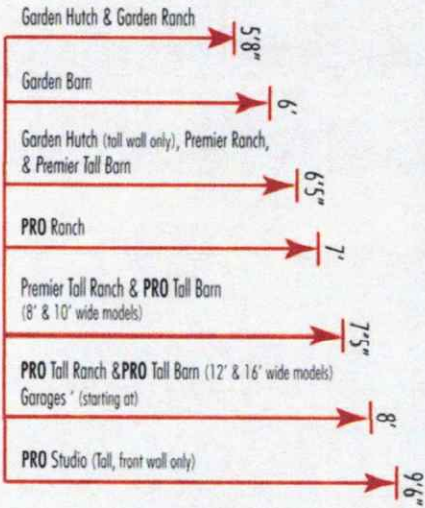 Garden Hutch & Garden Ranch
5'8"
Garden Barn
6'
Garden Hutch (tall wall only), Premier Ranch,
& Premier Tall Barn
6'5"
PRO Ranch
7'
Premier Tall Ranch & PRO Tall Barn
(8' & 10' wide models)
7'5"
PRO Tall Ranch &PRO Tall Barn (12' & 16' wide models)
Garages * (starting at)
8'
PRO Studio (Tall, front wall only)
9'6"